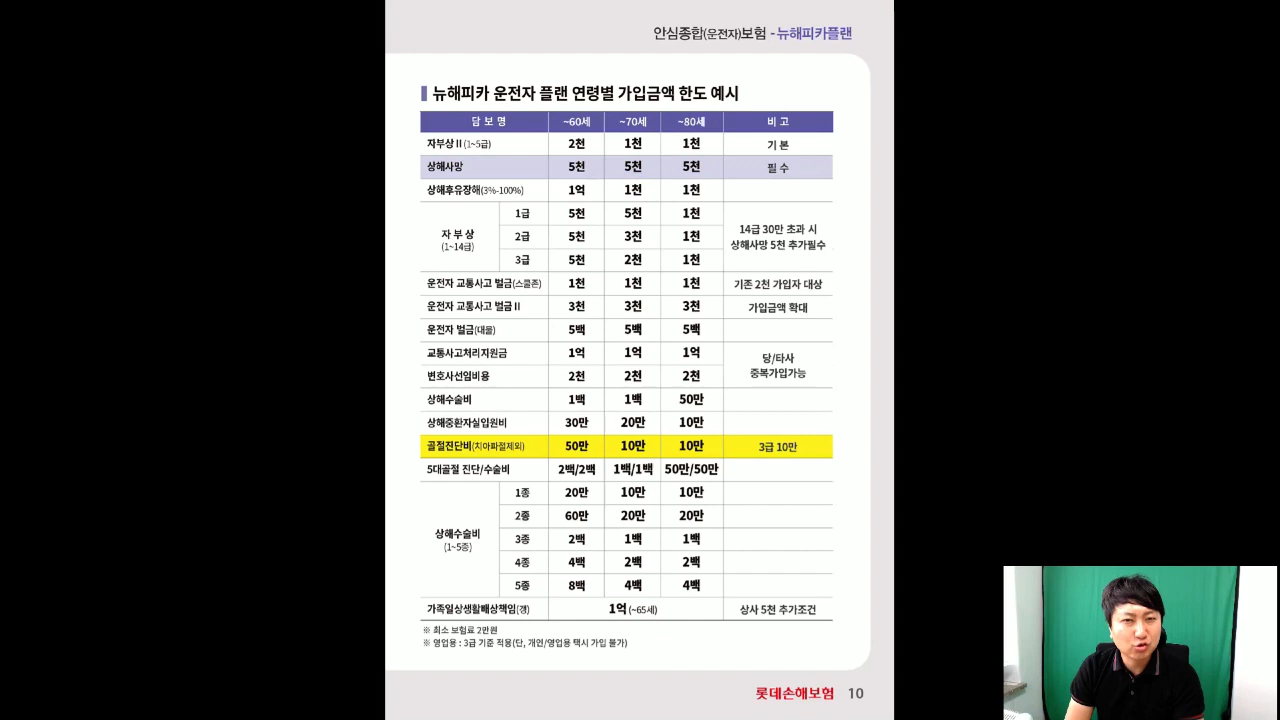 안심종합(운전자)보험 - 뉴해피카플랜
뉴해피카 운전자 플랜 연령별 가입금액 한도 예시
담 보 명 ~60세 ~70세 ~80세 비 고
자부상Ⅱ(1~5급) 2천 1천 1천 기 본
상해사망 5천 5천 5천 필 수
상해후유장해(3%-100%) 1억 1천 1천
자 부 상 (1~14급) 1급 5천 5천 1천 14급 30만 초과 시
2급 5천 3천 1천 상해사망 5천 추가필수
3급 5천 2천 1천
운전자 교통사고 벌금(스쿨존) 1천 1천 1천 기존 2천 가입자 대상
운전자 교통사고 벌금Ⅱ 3천 3천 3천 가입금액 확대
운전자 벌금(대물) 5백 5백 5백
교통사고처리지원금 1억 1억 1억 당/타사
변호사선임비용 2천 2천 2천 중복가입가능
상해수술비 1백 1백 50만
상해중환자실입원비 30만 20만 10만
골절진단비(치아파절제외) 50만 10만 10만 3급 10만
5대골절 진단/수술비 2백/2백 1백/1백 50만/50만
상해수술비 (1~5종) 1종 20만 10만 10만
2종 60만 20만 20만
3종 2백 1백 1백
4종 4백 2백 2백
5종 8백 4백 4백
가족일상생활배상책임(갱) 1억 (~65세) 상사 5천 추가조건
※ 최소 보험료 2만원
※ 영업용 : 3급 기준 적용(단, 개인/영업용 택시 가입 불가)
롯데손해보험 10